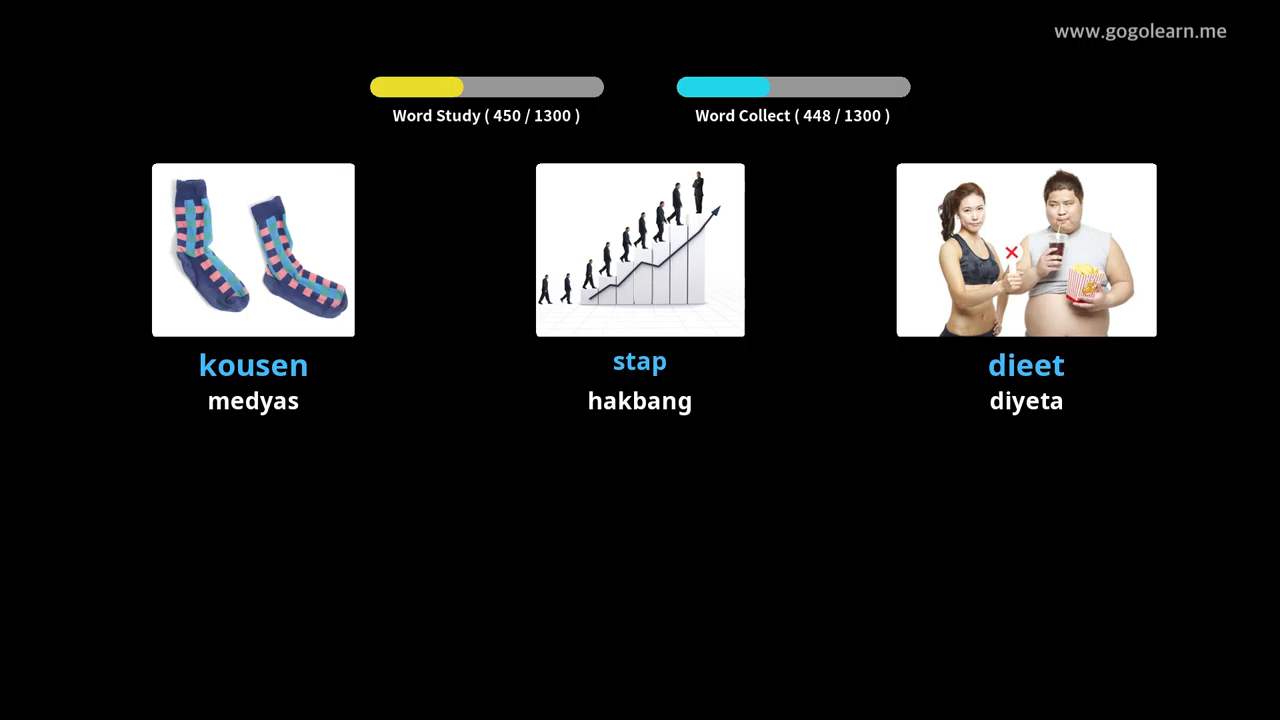 www.gogolearn.me
Word Study ( 450 / 1300 )
Word Collect ( 448 / 1300 )
kousen
medyas
stap
hakbang
dieet
diyeta